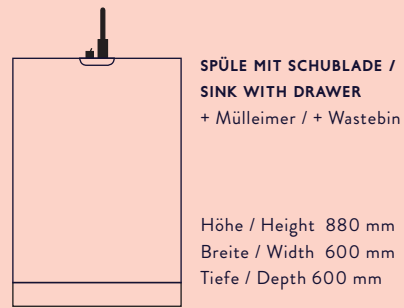 SPÜLE MIT SCHUBLADE /
SINK WITH DRAWER
+ Mülleimer / + Wastebin
Höhe / Height 880 mm
Breite / Width 600 mm
Tiefe / Depth 600 mm